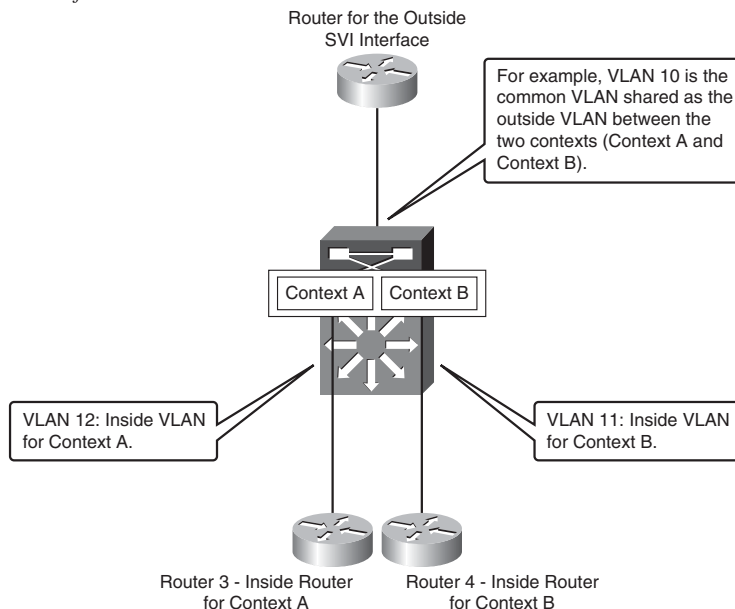 Router for the Outside
SVI Interface
For example, VLAN 10 is the
common VLAN shared as the
outside VLAN between the
two contexts (Context A and
Context B).
Context A
Context B
VLAN 12: Inside VLAN
for Context A.
VLAN 11: Inside VLAN
for Context B.
Router 3 - Inside Router
for Context A
Router 4 - Inside Router
for Context B